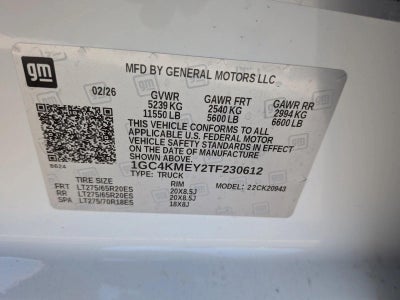 gm
MFD BY GENERAL MOTORS LLC
02/26 GVWR GAWR FRT GAWR RR
5239 KG 2540 KG 2994 KG
11550 LB 5600 LB 6600 LB
THIS VEHICLE CONFORMS TO ALL
APPLICABLE U.S. FEDERAL MOTOR
VEHICLE SAFETY STANDARDS IN EFFECT
ON THE DATE OF MANUFACTURE SHOWN ABOVE.
8624 1GC4KMEY2TF230612
TYPE: TRUCK
TIRE SIZE RIM MODEL: 22CK20943
FRT LT275/65R20ES 20X8.5J
RR LT275/65R20ES 20X8.5J
SPA LT275/70R18ES 18X8J